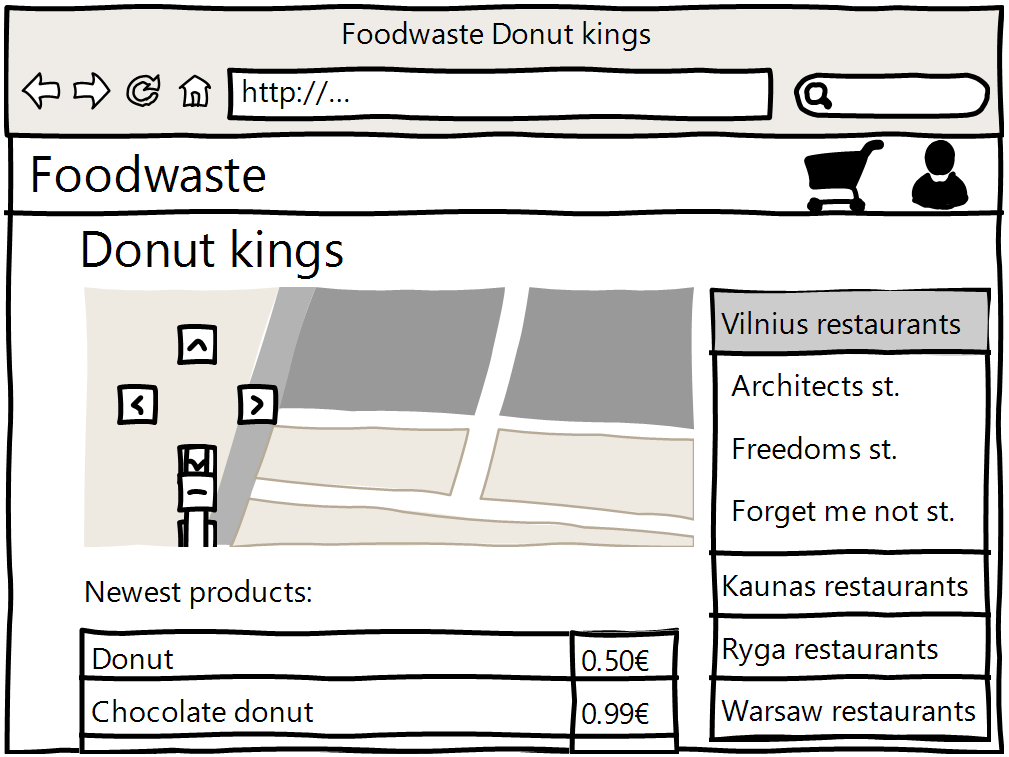 Foodwaste Donut kings
http://...
Foodwaste
Donut kings
Vilnius restaurants
Architects st.
Freedoms st.
Forget me not st.
Kaunas restaurants
Ryga restaurants
Warsaw restaurants
Newest products:
Donut 0.50€
Chocolate donut 0.99€